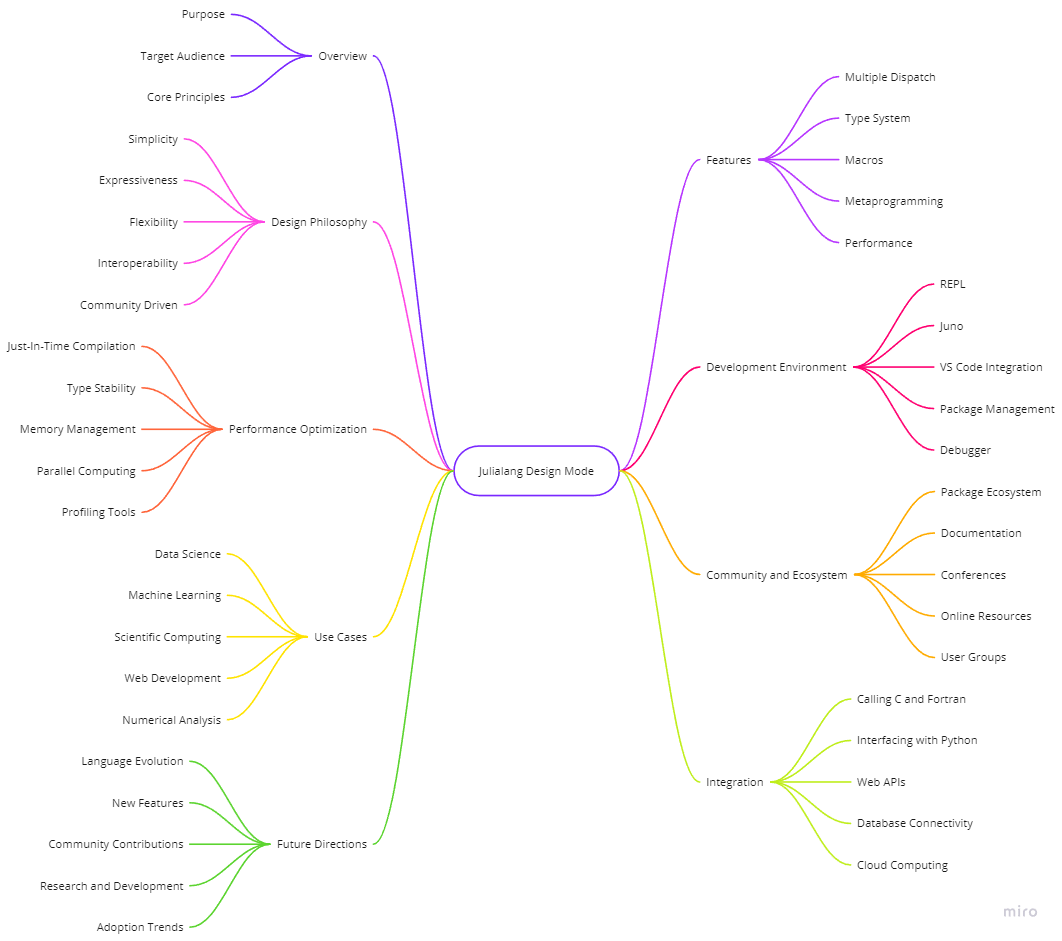 Purpose
Target Audience
Core Principles
Overview
Simplicity
Expressiveness
Flexibility
Interoperability
Community Driven
Design Philosophy
Just-In-Time Compilation
Type Stability
Memory Management
Parallel Computing
Profiling Tools
Performance Optimization
Data Science
Machine Learning
Scientific Computing
Web Development
Numerical Analysis
Use Cases
Language Evolution
New Features
Community Contributions
Research and Development
Adoption Trends
Future Directions
Julialang Design Mode
Features
Multiple Dispatch
Type System
Macros
Metaprogramming
Performance
Development Environment
REPL
Juno
VS Code Integration
Package Management
Debugger
Community and Ecosystem
Package Ecosystem
Documentation
Conferences
Online Resources
User Groups
Integration
Calling C and Fortran
Interfacing with Python
Web APIs
Database Connectivity
Cloud Computing
miro